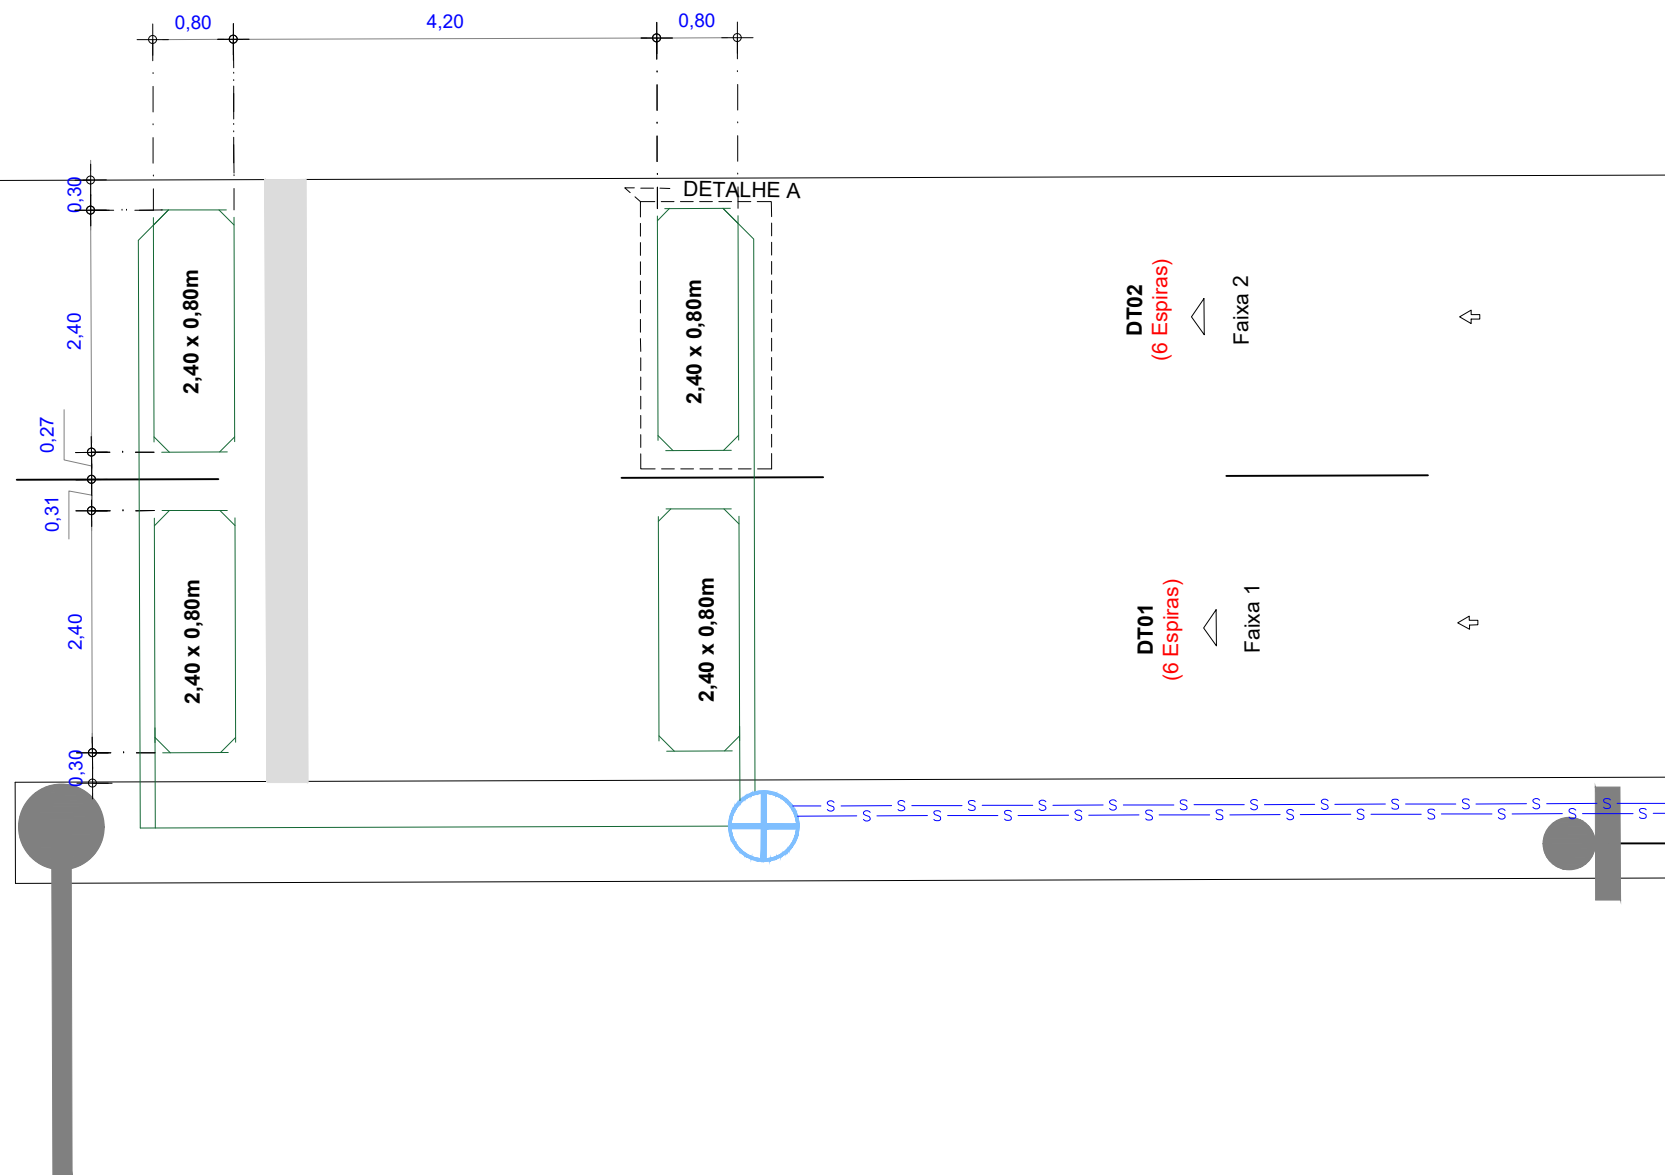 0,80
4,20
0,80
DETALHE A
0,30
2,40
0,27
0,31
2,40
0,30
2,40 x 0,80m
2,40 x 0,80m
2,40 x 0,80m
2,40 x 0,80m
DT02
(6 Espiras)
Faixa 2
DT01
(6 Espiras)
Faixa 1
S S S S S S S S S S S S
S S S S S S S S S S S S